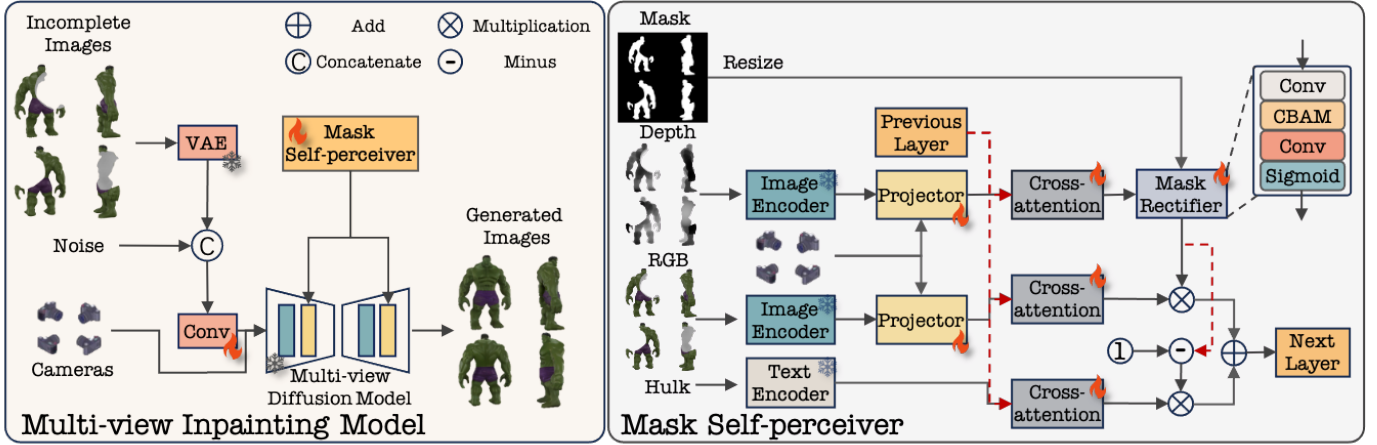 Incomplete
Images
Add
Multiplication
C
Concatenate
Minus
VAE
Mask
Self-perceiver
Noise
C
Generated
Images
Conv
Cameras
Multi-view
Diffusion Model
Multi-view Inpainting Model
Mask
Resize
Conv
CBAM
Conv
Sigmoid
Depth
Previous
Layer
Image
Encoder
Projector
Cross-
attention
Mask
Rectifier
RGB
Image
Encoder
Projector
Cross-
attention
1
Next
Layer
Hulk
Text
Encoder
Cross-
attention
Mask Self-perceiver